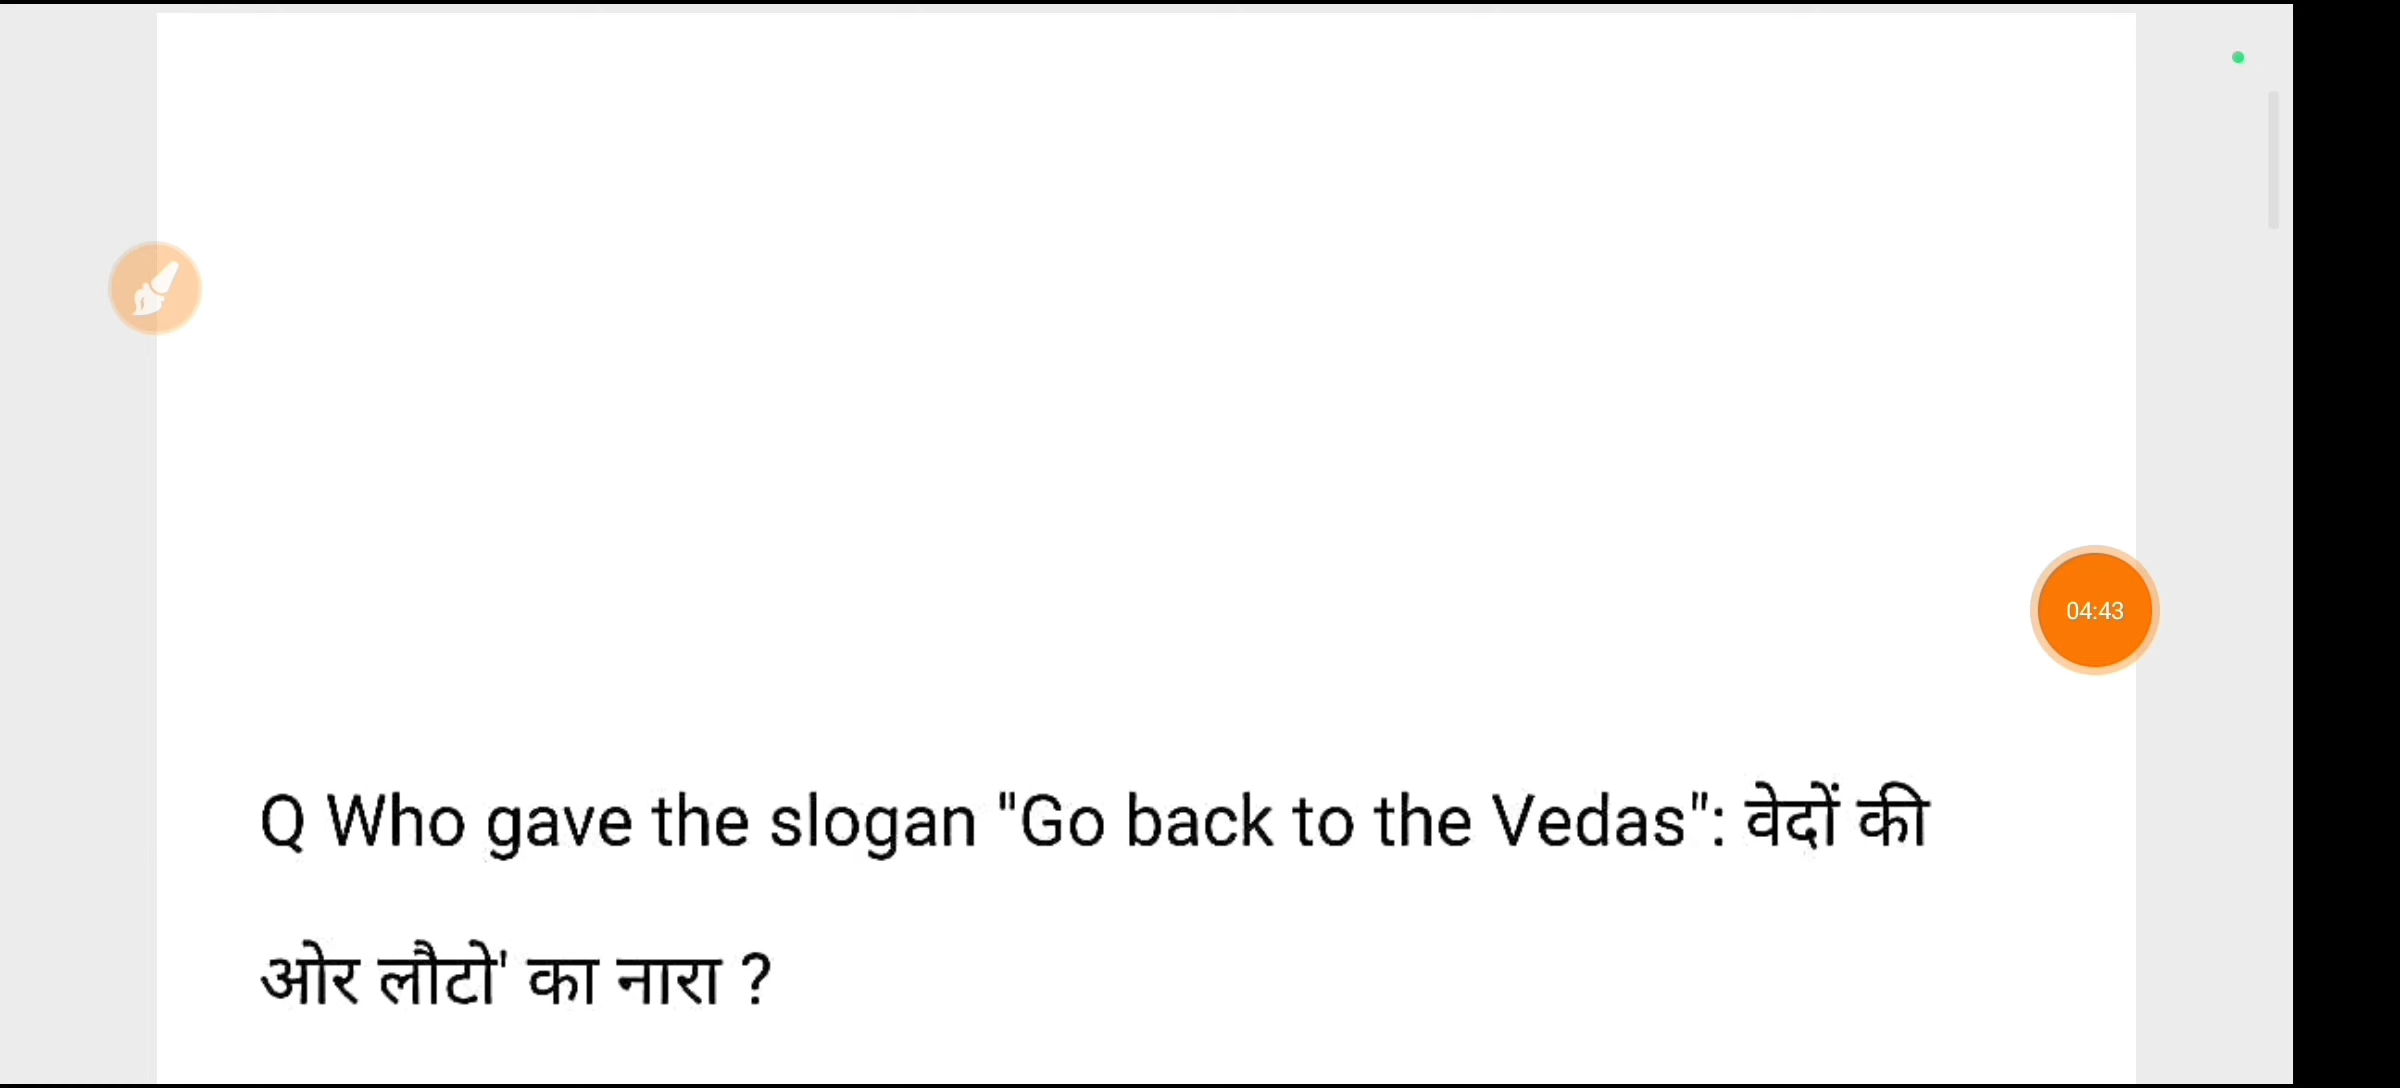 04:43
Q Who gave the slogan "Go back to the Vedas": वेदों की
ओर लौटो' का नारा ?